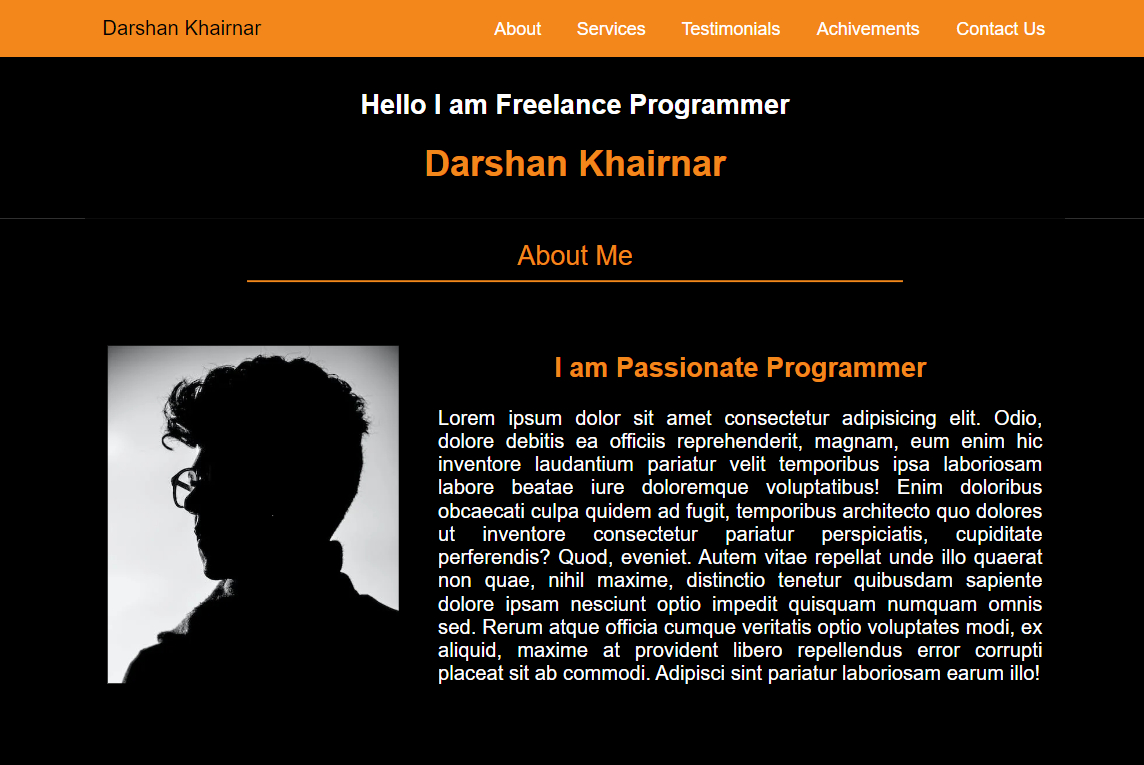 Darshan Khairnar
About Services Testimonials Achivements Contact Us
Hello I am Freelance Programmer
Darshan Khairnar
About Me
I am Passionate Programmer
Lorem ipsum dolor sit amet consectetur adipisicing elit. Odio,
dolore debitis ea officiis reprehenderit, magnam, eum enim hic
inventore laudantium pariatur velit temporibus ipsa laboriosam
labore beatae iure doloremque voluptatibus! Enim doloribus
obcaecati culpa quidem ad fugit, temporibus architecto quo dolores
ut inventore consectetur pariatur perspiciatis, cupiditate
perferendis? Quod, eveniet. Autem vitae repellat unde illo quaerat
non quae, nihil maxime, distinctio tenetur quibusdam sapiente
dolore ipsam nesciunt optio impedit quisquam numquam omnis
sed. Rerum atque officia cumque veritatis optio voluptates modi, ex
aliquid, maxime at provident libero repellendus error corrupti
placeat sit ab commodi. Adipisci sint pariatur laboriosam earum illo!